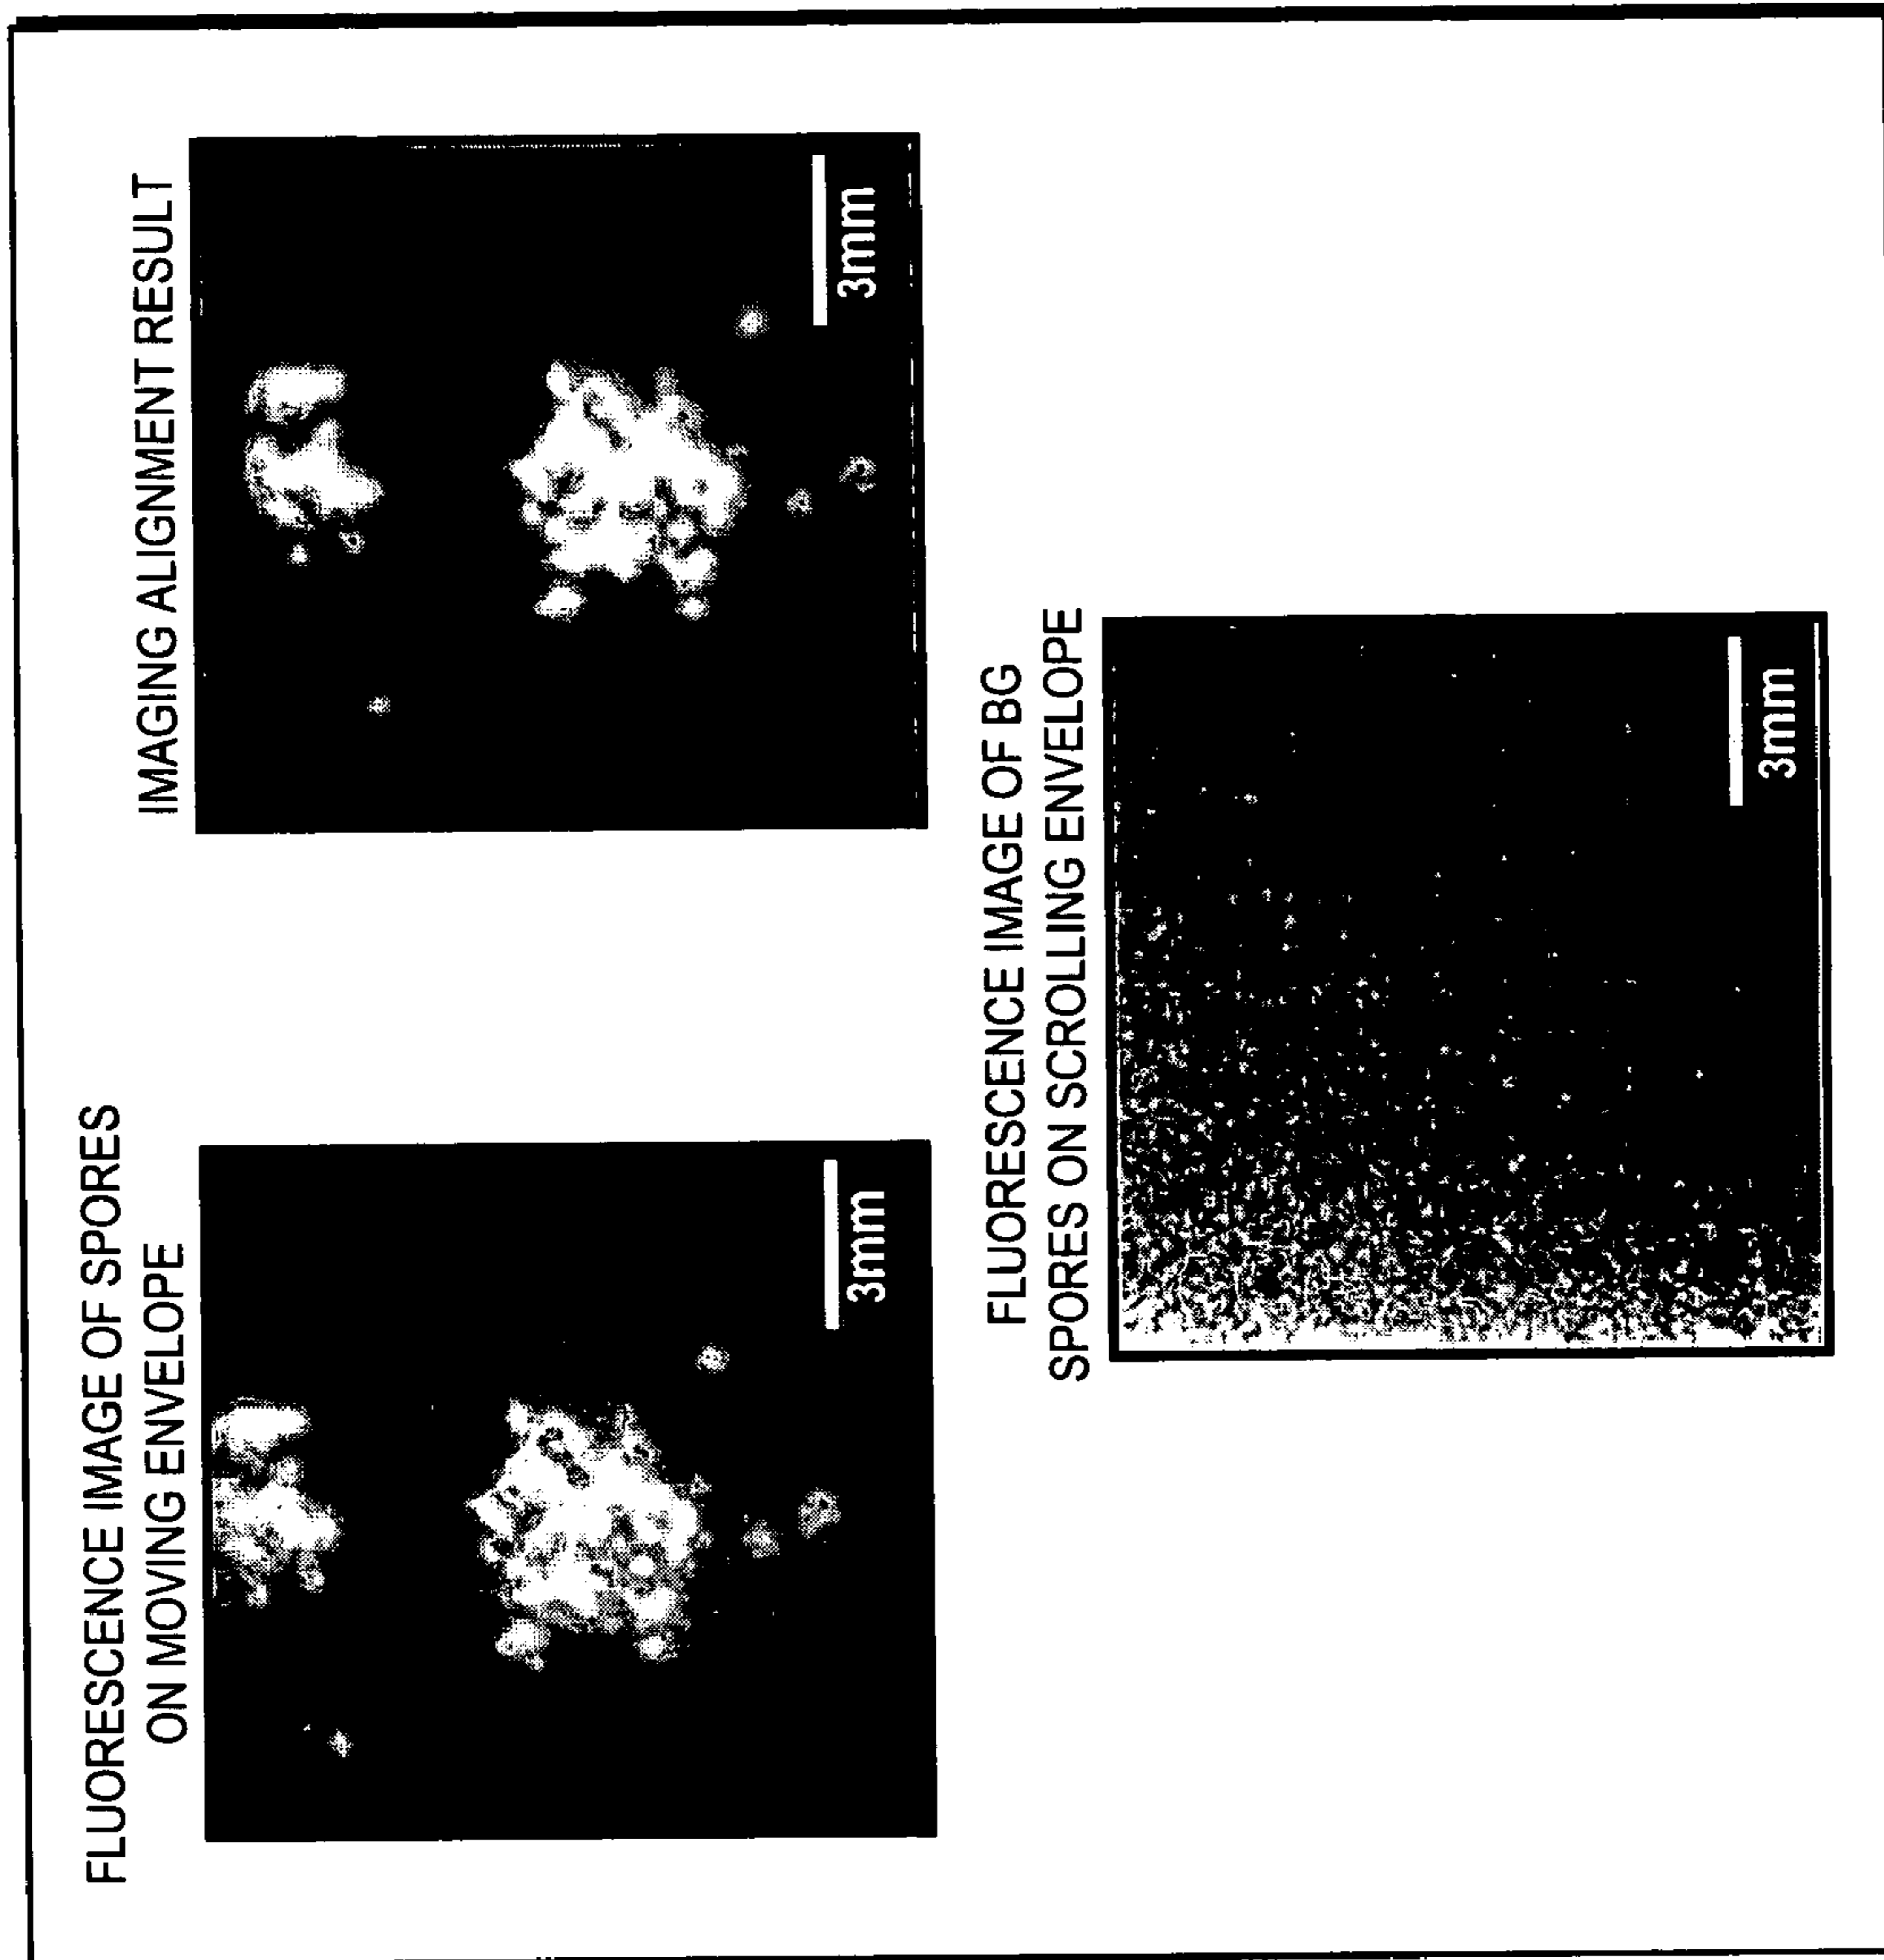 FLUORESCENCE IMAGE OF SPORES
ON MOVING ENVELOPE
3mm
IMAGING ALIGNMENT RESULT
3mm
FLUORESCENCE IMAGE OF BG
SPORES ON SCROLLING ENVELOPE
3mm